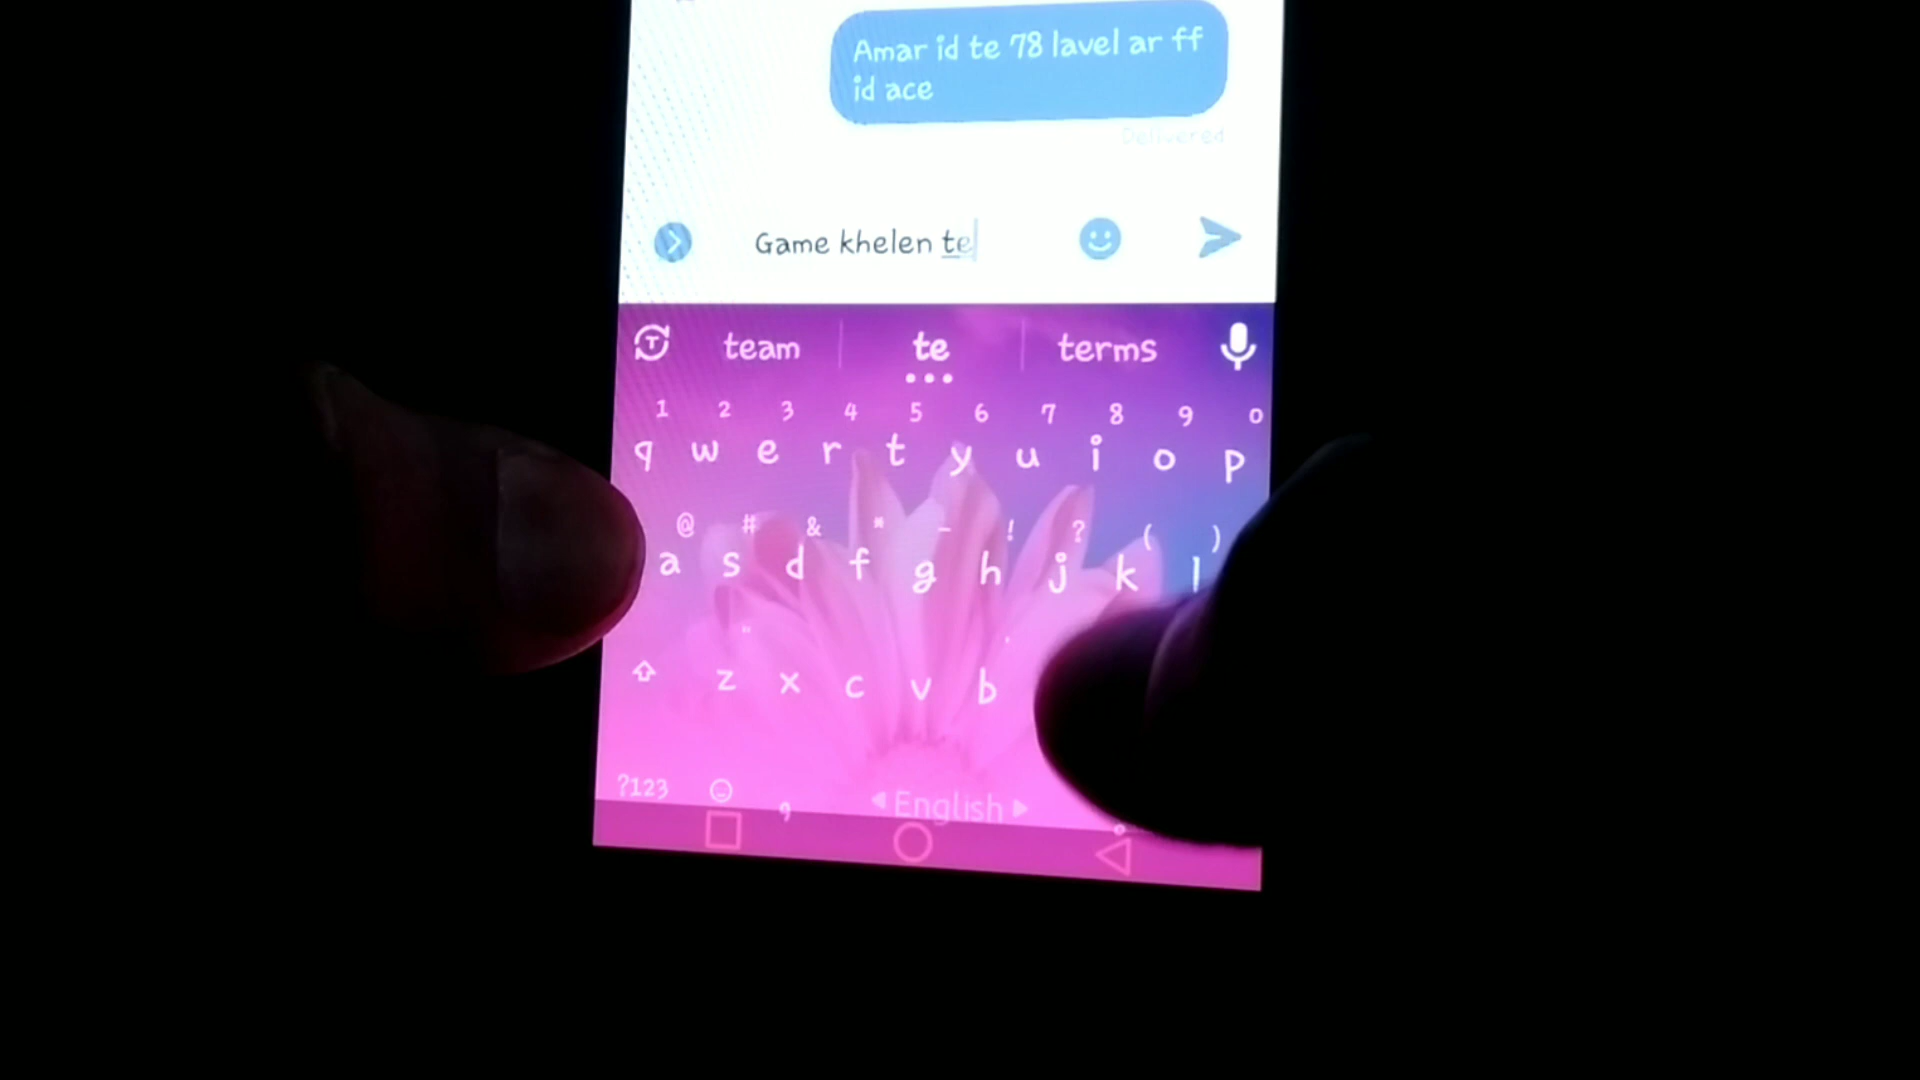 Amar id te 78 lavel ar ff
id ace
Delivered
Game khelen te
team te terms
1 2 3 4 5 6 7 8 9 0
q w e r t y u i o p
@ # & * - ! ? ( )
a s d f g h j k l
z x c v b
?123 , English